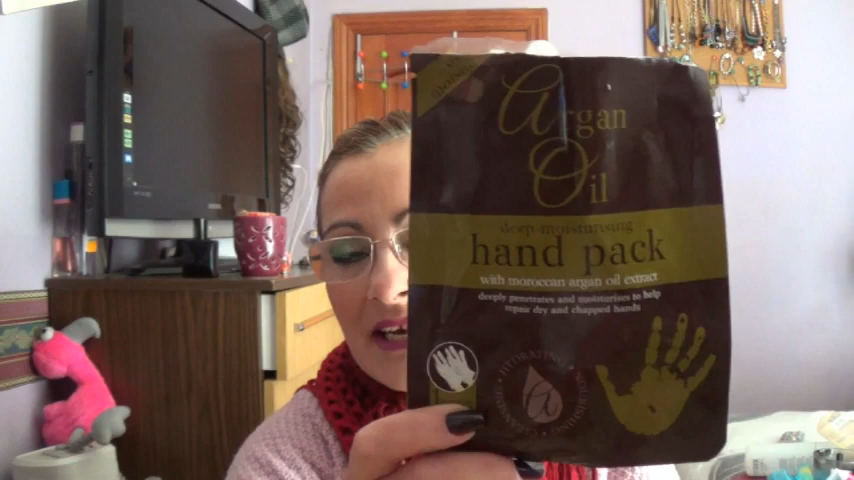 Argan
Oil
deep moisturising
hand pack
with moroccan argan oil extract
deeply penetrates and moisturises to help
repair dry and chapped hands
HYDRATING